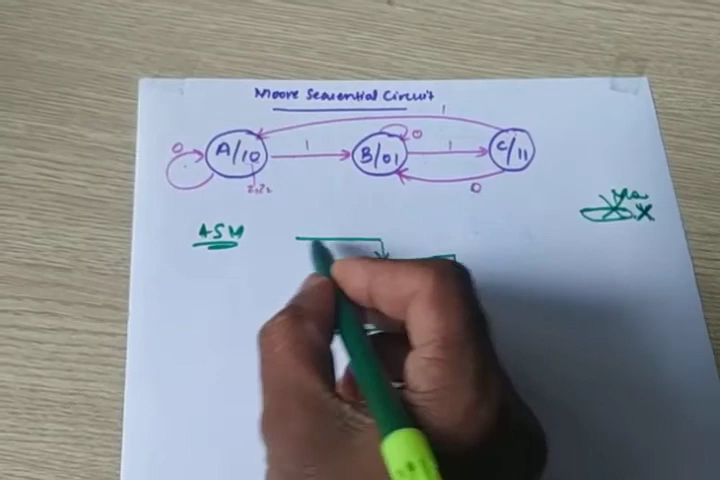 Moore Sequential Circuit
1
0 A/10 1 B/01 0 1 C/11
Z1Z2 0
ASM X